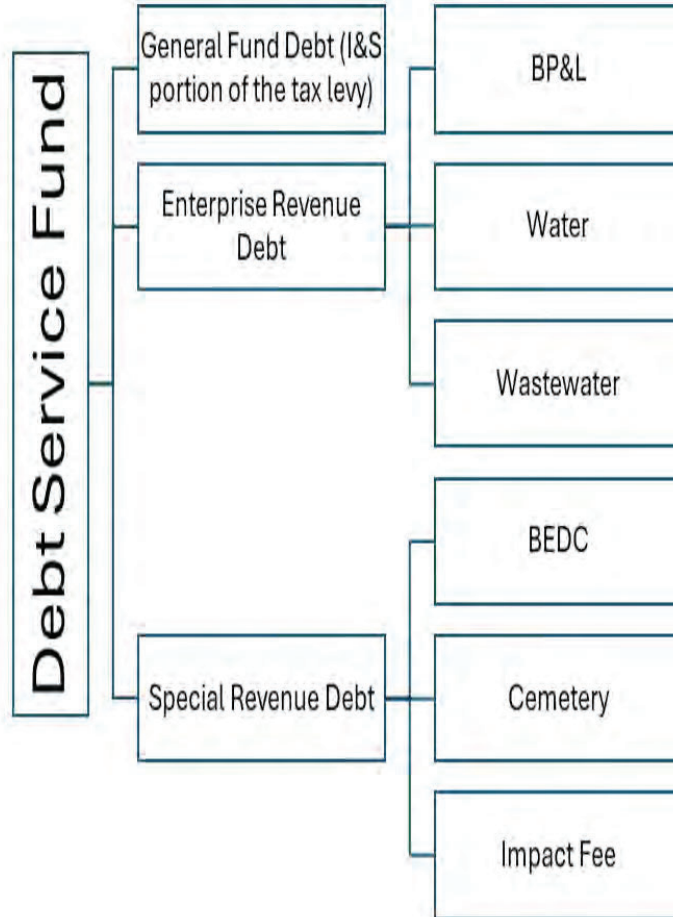 Debt Service Fund
General Fund Debt (I&S
portion of the tax levy)
Enterprise Revenue
Debt
BP&L
Water
Wastewater
Special Revenue Debt
BEDC
Cemetery
Impact Fee